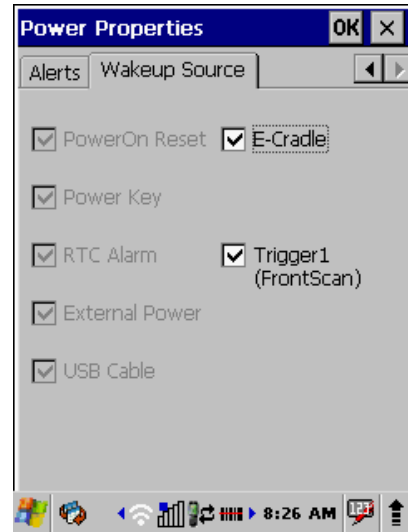 Power Properties OK ×
Alerts Wakeup Source
PowerOn Reset E-Cradle
Power Key
RTC Alarm Trigger1
(FrontScan)
External Power
USB Cable
8:26 AM 123